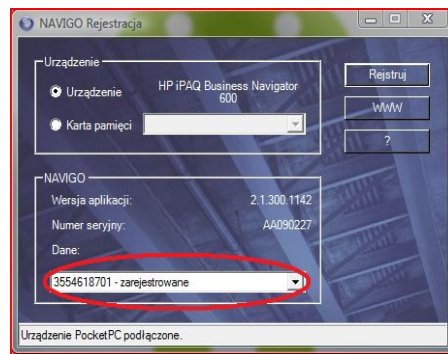 NAVIGO Rejestracja
Urządzenie
Urządzenie
HP iPAQ Business Navigator
600
Karta pamięci
Rejstruj
WWW
?
NAVIGO
Wersja aplikacji:
2.1.300.1142
Numer seryjny:
AA090227
Dane:
3554618701 - zarejestrowane
Urządzenie PocketPC podłączone.